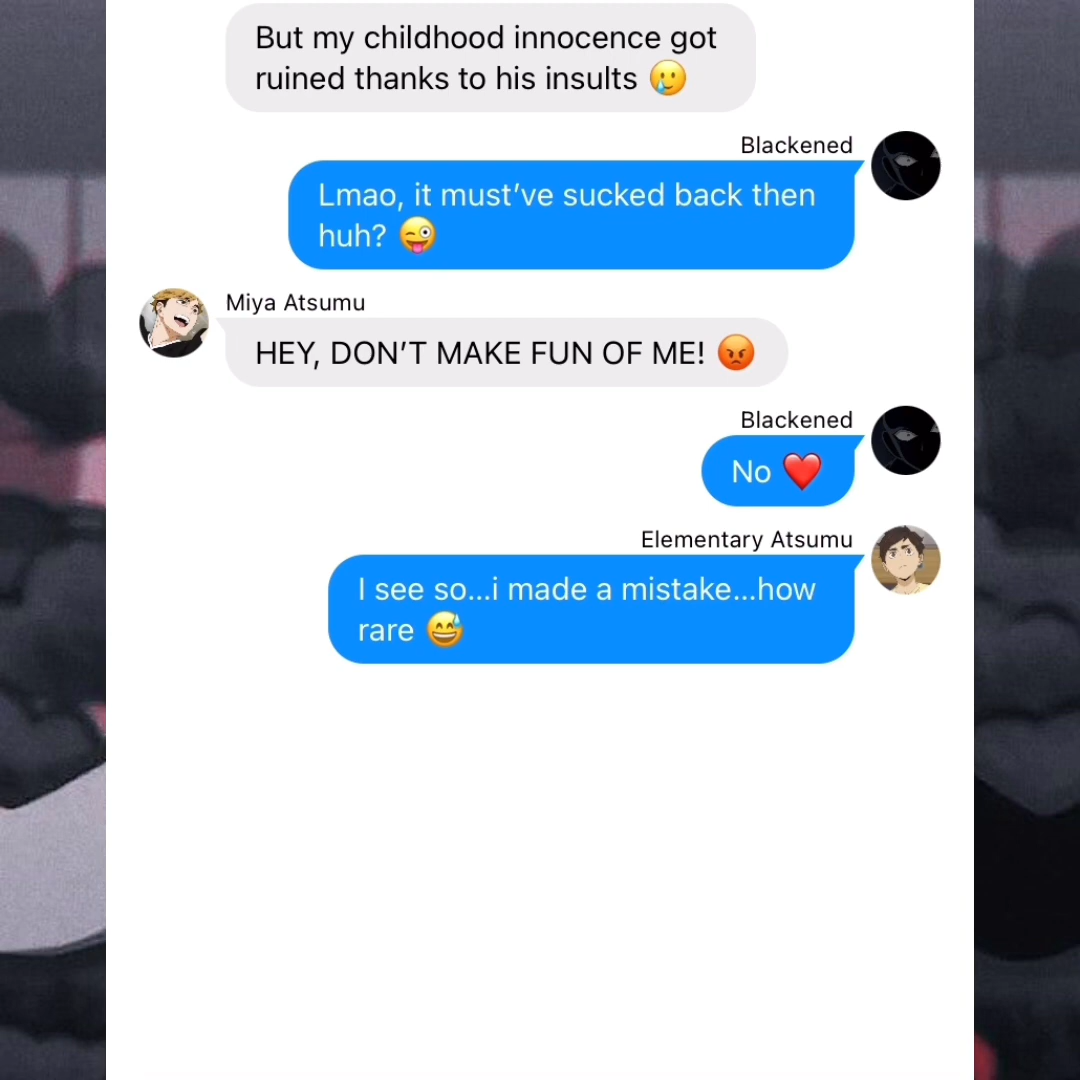 But my childhood innocence got
ruined thanks to his insults 🥲
Blackened
Lmao, it must’ve sucked back then
huh? 😜
Miya Atsumu
HEY, DON’T MAKE FUN OF ME! 😡
Blackened
No ❤️
Elementary Atsumu
I see so...i made a mistake...how
rare 😅